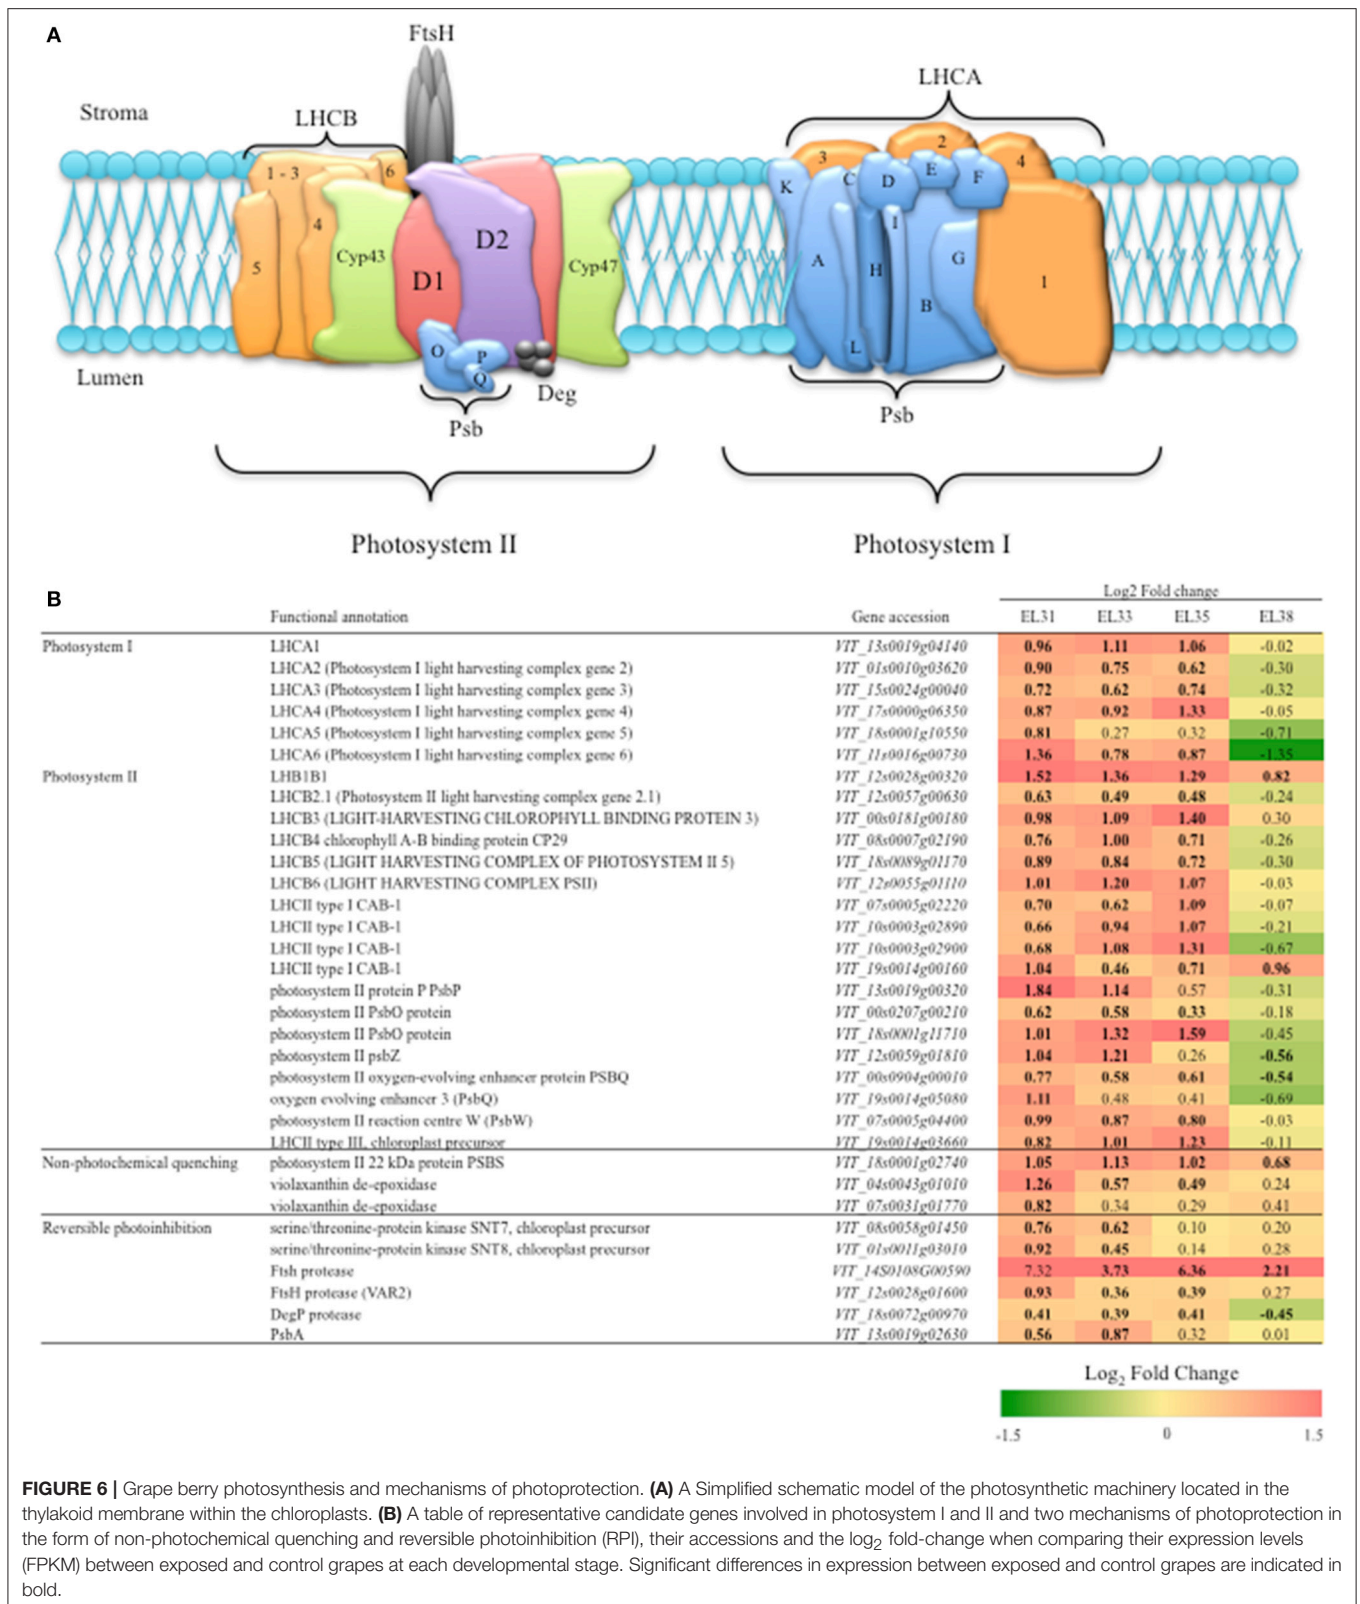 A
FtsH
LHCA
Stroma
LHCB
1 - 3
6
4
5
Cyp43
D1
D2
Cyp47
O
P
Q
3
2
4
K
C
D
E
F
I
A
H
G
B
1
L
Lumen
Deg
Psb
Psb
Photosystem II
Photosystem I
B
Log2 Fold change
Functional annotation Gene accession EL31 EL33 EL35 EL38
Photosystem I LHCA1 VIT_13s0019g04140 0.96 1.11 1.06 -0.02
LHCA2 (Photosystem I light harvesting complex gene 2) VIT_01s0010g03620 0.90 0.75 0.62 -0.30
LHCA3 (Photosystem I light harvesting complex gene 3) VIT_15s0024g00040 0.72 0.62 0.74 -0.32
LHCA4 (Photosystem I light harvesting complex gene 4) VIT_17s0000g06350 0.87 0.92 1.33 -0.05
LHCA5 (Photosystem I light harvesting complex gene 5) VIT_18s0001g10550 0.81 0.27 0.32 -0.71
LHCA6 (Photosystem I light harvesting complex gene 6) VIT_11s0016g00730 1.36 0.78 0.87 -1.35
Photosystem II LHB1B1 VIT_12s0028g00320 1.52 1.36 1.29 0.82
LHCB2.1 (Photosystem II light harvesting complex gene 2.1) VIT_12s0057g00630 0.63 0.49 0.48 -0.24
LHCB3 (LIGHT-HARVESTING CHLOROPHYLL BINDING PROTEIN 3) VIT_00s0181g00180 0.98 1.09 1.40 0.30
LHCB4 chlorophyll A-B binding protein CP29 VIT_08s0007g02190 0.76 1.00 0.71 -0.26
LHCB5 (LIGHT HARVESTING COMPLEX OF PHOTOSYSTEM II 5) VIT_18s0089g01170 0.89 0.84 0.72 -0.30
LHCB6 (LIGHT HARVESTING COMPLEX PSII) VIT_12s0055g01110 1.01 1.20 1.07 -0.03
LHCII type I CAB-1 VIT_07s0005g02220 0.70 0.62 1.09 -0.07
LHCII type I CAB-1 VIT_10s0003g02890 0.66 0.94 1.07 -0.21
LHCII type I CAB-1 VIT_10s0003g02900 0.68 1.08 1.31 -0.67
LHCII type I CAB-1 VIT_19s0014g00160 1.04 0.46 0.71 0.96
photosystem II protein P PsbP VIT_13s0019g00320 1.84 1.14 0.57 -0.31
photosystem II PsbO protein VIT_00s0207g00210 0.62 0.58 0.33 -0.18
photosystem II PsbO protein VIT_18s0001g11710 1.01 1.32 1.59 -0.45
photosystem II psbZ VIT_12s0059g01810 1.04 1.21 0.26 -0.56
photosystem II oxygen-evolving enhancer protein PSBQ VIT_00s0904g00010 0.77 0.58 0.61 -0.54
oxygen evolving enhancer 3 (PsbQ) VIT_19s0014g05080 1.11 0.48 0.41 -0.69
photosystem II reaction centre W (PsbW) VIT_07s0005g04400 0.99 0.87 0.80 -0.03
LHCII type III, chloroplast precursor VIT_19s0014g03660 0.82 1.01 1.23 -0.11
Non-photochemical quenching photosystem II 22 kDa protein PSBS VIT_18s0001g02740 1.05 1.13 1.02 0.68
violaxanthin de-epoxidase VIT_04s0043g01010 1.26 0.57 0.49 0.24
violaxanthin de-epoxidase VIT_07s0031g01770 0.82 0.34 0.29 0.41
Reversible photoinhibition serine/threonine-protein kinase SNT7, chloroplast precursor VIT_08s0058g01450 0.76 0.62 0.10 0.20
serine/threonine-protein kinase SNT8, chloroplast precursor VIT_01s0011g03010 0.92 0.45 0.14 0.28
Ftsh protease VIT_14S0108G00590 7.32 3.73 6.36 2.21
FtsH protease (VAR2) VIT_12s0028g01600 0.93 0.36 0.39 0.27
DegP protease VIT_18s0072g00970 0.41 0.39 0.41 -0.45
PsbA VIT_13s0019g02630 0.56 0.87 0.32 0.01
Log2 Fold Change
-1.5 0 1.5
FIGURE 6 | Grape berry photosynthesis and mechanisms of photoprotection. (A) A Simplified schematic model of the photosynthetic machinery located in the
thylakoid membrane within the chloroplasts. (B) A table of representative candidate genes involved in photosystem I and II and two mechanisms of photoprotection in
the form of non-photochemical quenching and reversible photoinhibition (RPI), their accessions and the log2 fold-change when comparing their expression levels
(FPKM) between exposed and control grapes at each developmental stage. Significant differences in expression between exposed and control grapes are indicated in
bold.